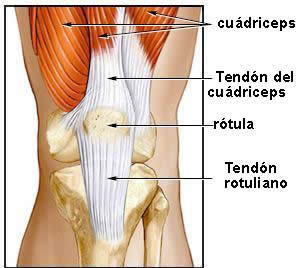 cuádriceps
Tendón del
cuádriceps
rótula
Tendón
rotuliano